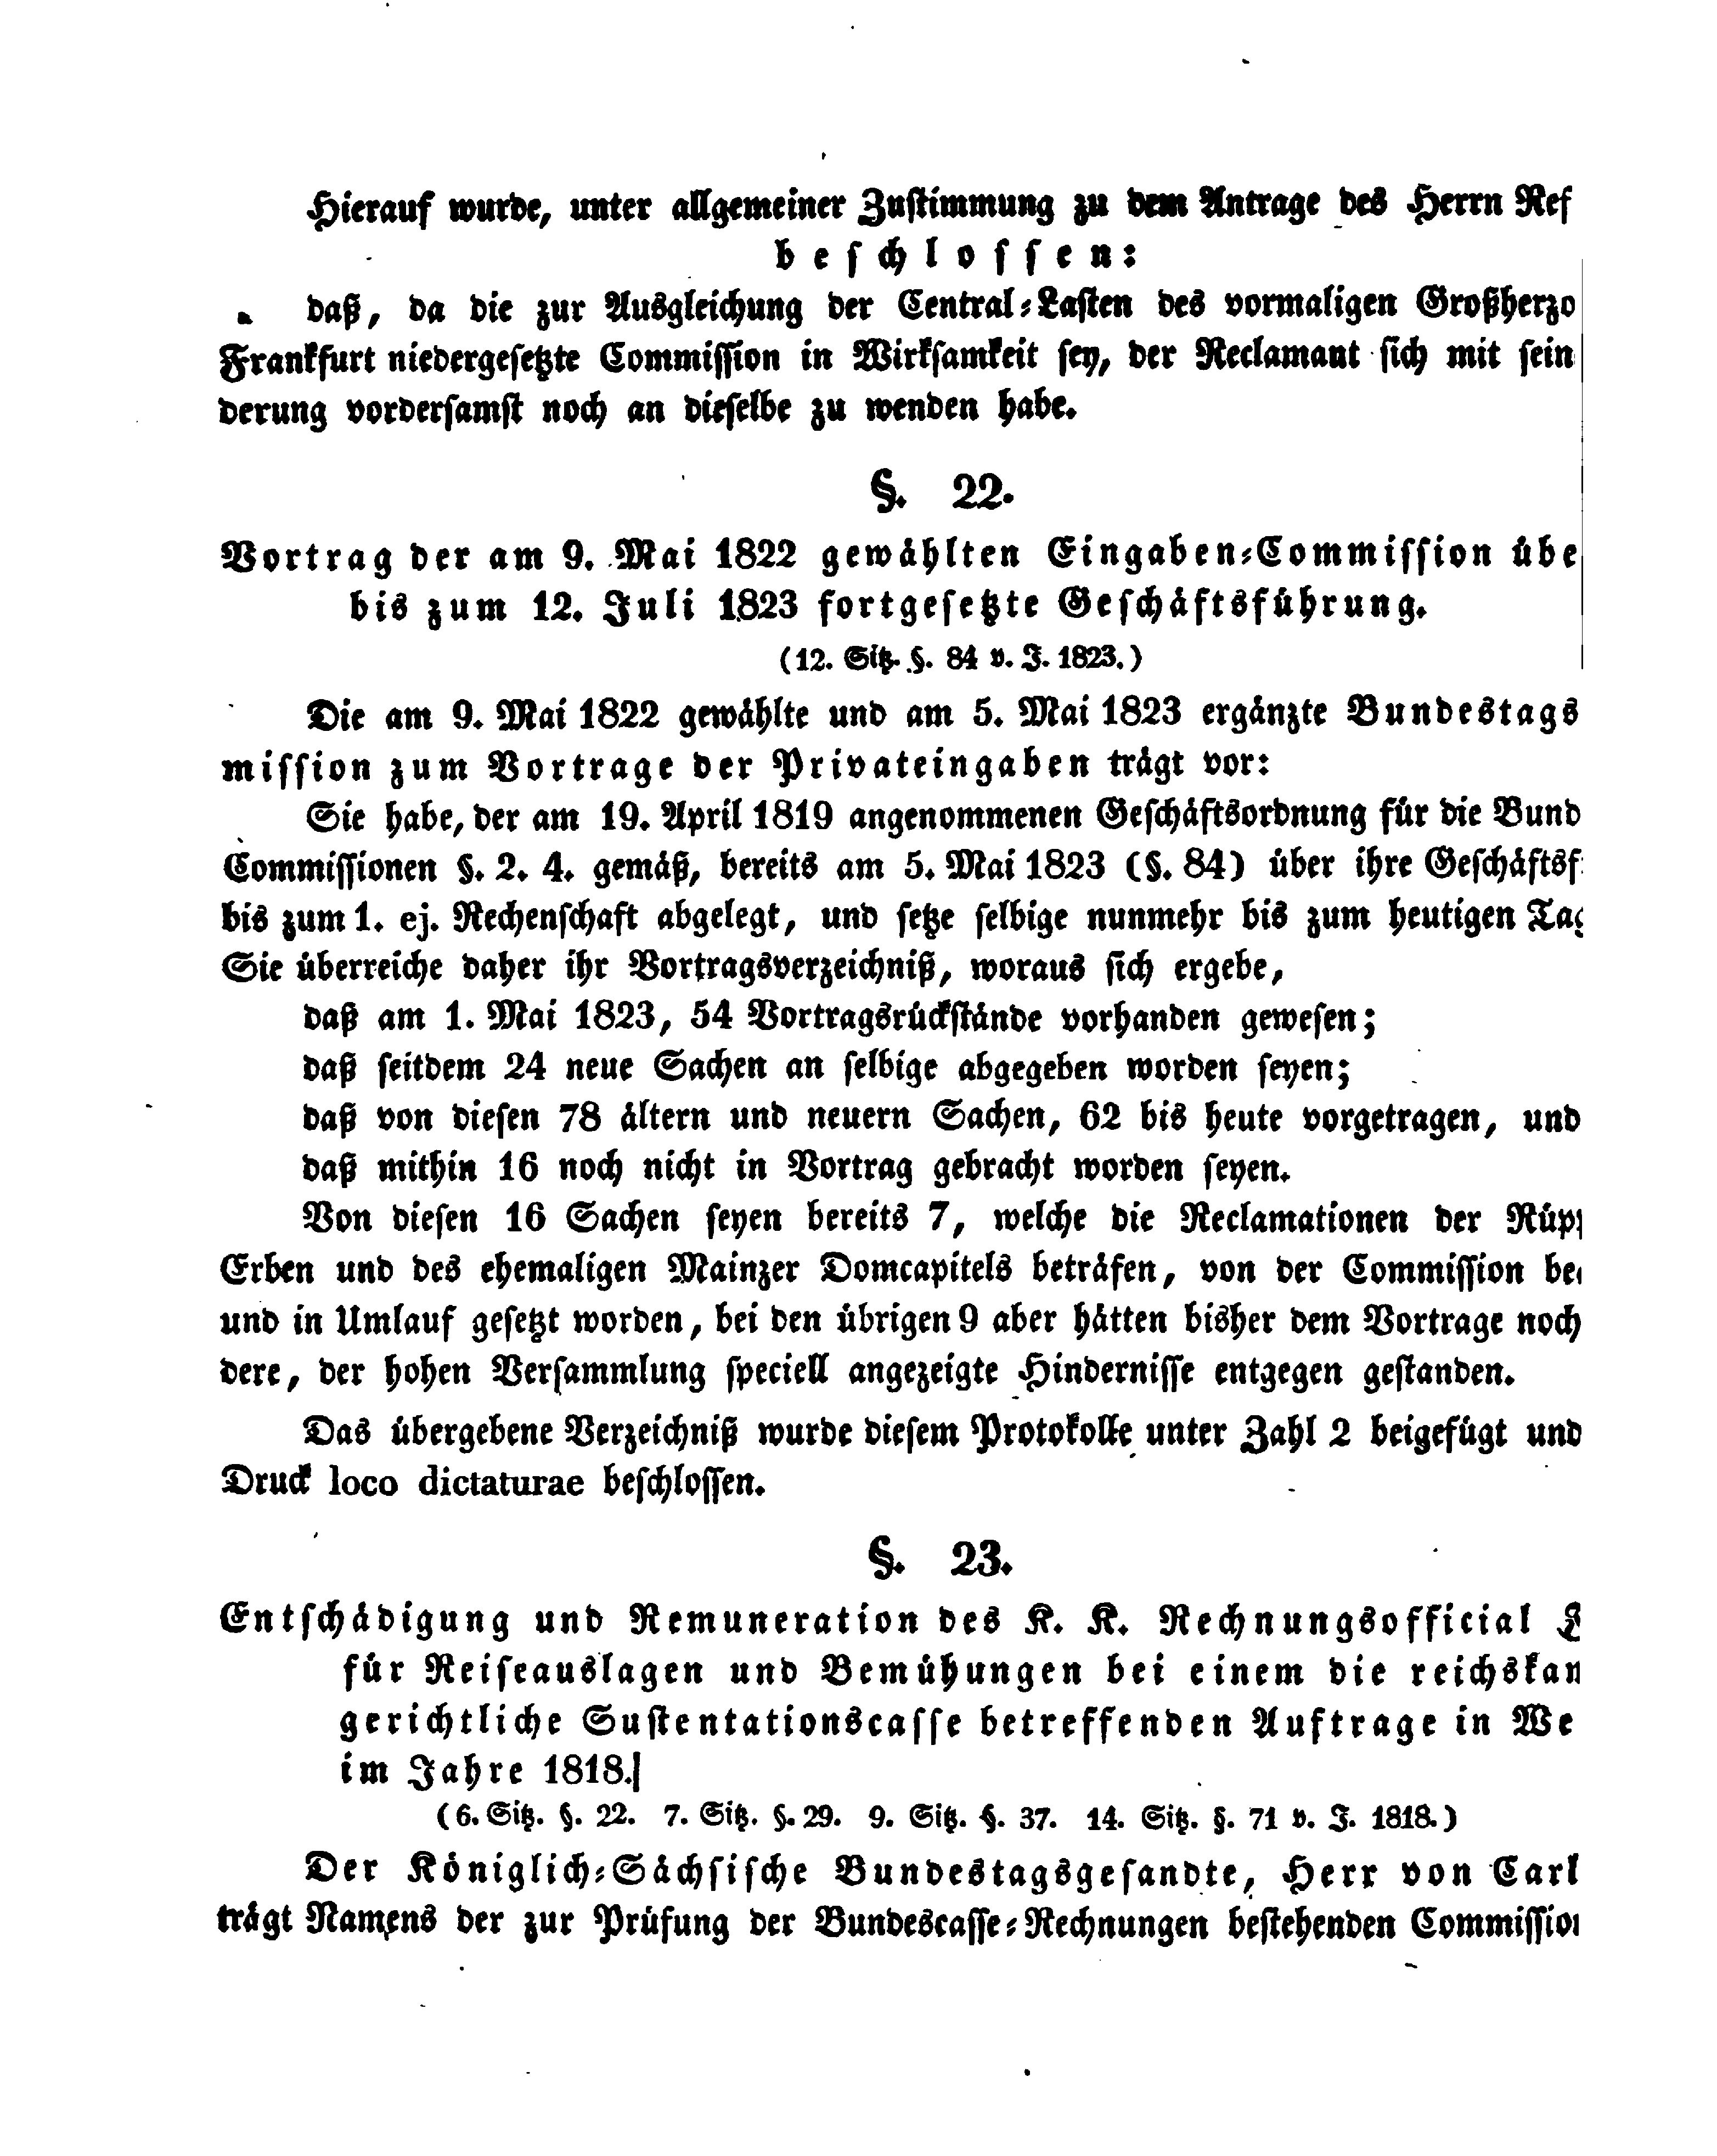 Hierauf wurde, unter allgemeiner Zustimmung zu dem Antrage des Herrn Ref
beschlossen:
daß, da die zur Ausgleichung der Central-Lasten des vormaligen Großherzo
Frankfurt niedergesetzte Commission in Wirksamkeit sey, der Reclamant sich mit sein
derung vordersamst noch an dieselbe zu wenden habe.
§. 22.
Vortrag der am 9. Mai 1822 gewählten Eingaben-Commission übe
bis zum 12. Juli 1823 fortgesetzte Geschäftsführung.
(12. Sitz. §. 84 v. J. 1823.)
Die am 9. Mai 1822 gewählte und am 5. Mai 1823 ergänzte Bundestags
mission zum Vortrage der Privateingaben trägt vor:
Sie habe, der am 19. April 1819 angenommenen Geschäftsordnung für die Bund
Commissionen §. 2. 4. gemäß, bereits am 5. Mai 1823 (§. 84) über ihre Geschäftsf
bis zum 1. ej. Rechenschaft abgelegt, und setze selbige nunmehr bis zum heutigen Tag
Sie überreiche daher ihr Vortragsverzeichniß, woraus sich ergebe,
daß am 1. Mai 1823, 54 Vortragsrückstände vorhanden gewesen;
daß seitdem 24 neue Sachen an selbige abgegeben worden seyen;
daß von diesen 78 ältern und neuern Sachen, 62 bis heute vorgetragen, und
daß mithin 16 noch nicht in Vortrag gebracht worden seyen.
Von diesen 16 Sachen seyen bereits 7, welche die Reclamationen der Rüpp
Erben und des ehemaligen Mainzer Domcapitels beträfen, von der Commission be
und in Umlauf gesetzt worden, bei den übrigen 9 aber hätten bisher dem Vortrage noch
dere, der hohen Versammlung speciell angezeigte Hindernisse entgegen gestanden.
Das übergebene Verzeichniß wurde diesem Protokolle unter Zahl 2 beigefügt und
Druck loco dictaturae beschlossen.
§. 23.
Entschädigung und Remuneration des K. K. Rechnungsofficial L
für Reiseauslagen und Bemühungen bei einem die reichskam
gerichtliche Sustentationscasse betreffenden Auftrage in We
im Jahre 1818.
(6. Sitz. §. 22. 7. Sitz. §. 29. 9. Sitz. §. 37. 14. Sitz. §. 71 v. J. 1818.)
Der Königlich-Sächsische Bundestagsgesandte, Herr von Carl
trägt Namens der zur Prüfung der Bundescasse-Rechnungen bestehenden Commission